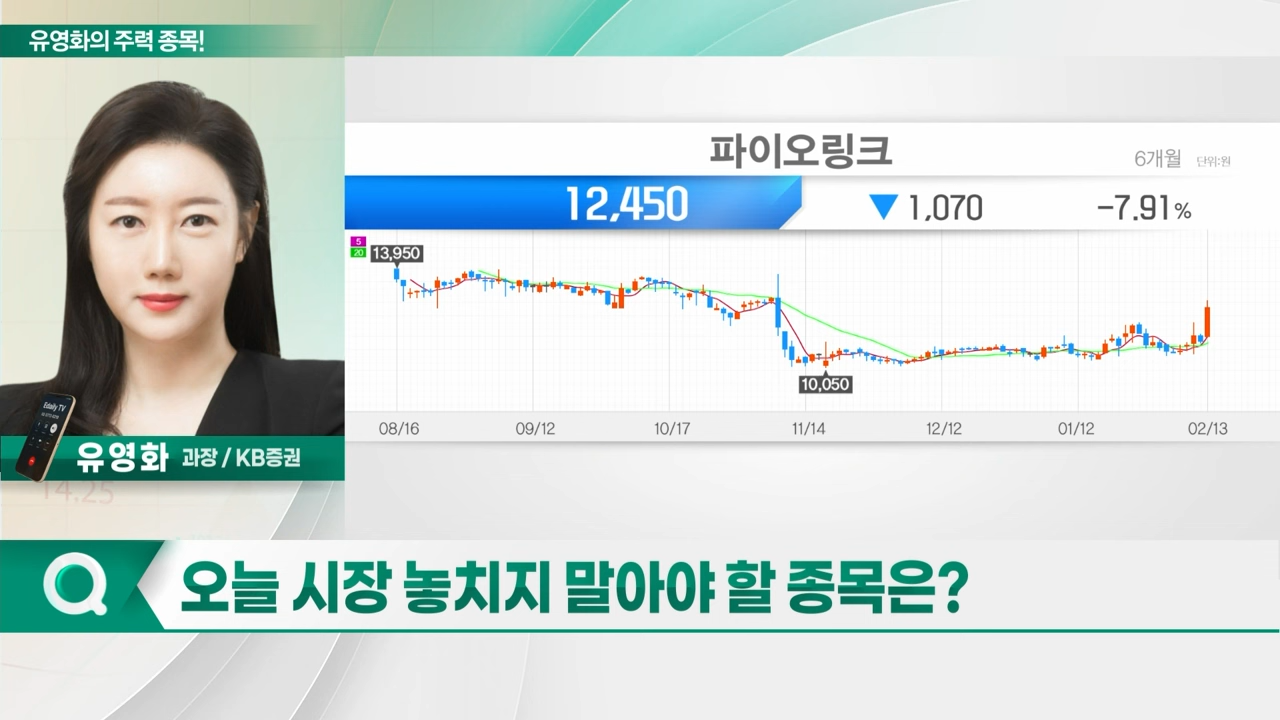 유영화의 주력 종목!
파이오링크
6개월 단위:원
12,450 ▼1,070 -7.91%
5
20
13,950
10,050
08/16 09/12 10/17 11/14 12/12 01/12 02/13
Edaily TV
유영화 과장 / KB증권
14.25
오늘 시장 놓치지 말아야 할 종목은?